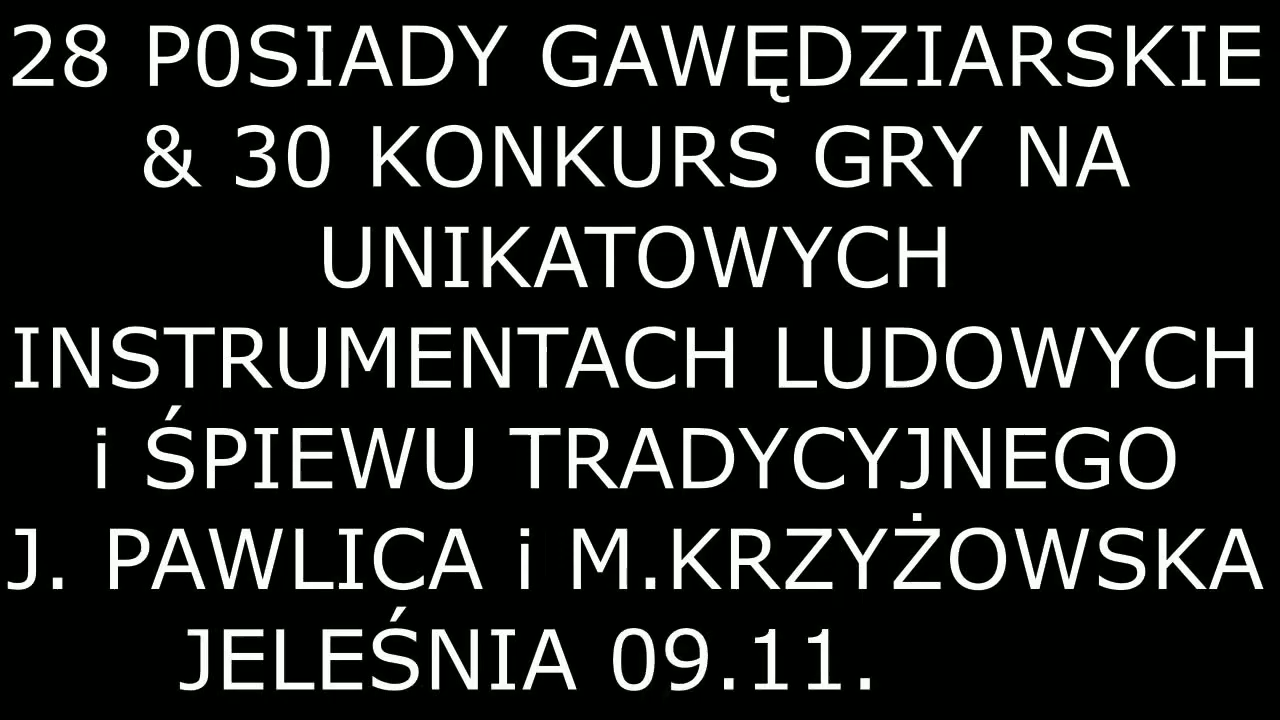 28 P0SIADY GAWĘDZIARSKIE
& 30 KONKURS GRY NA
UNIKATOWYCH
INSTRUMENTACH LUDOWYCH
i ŚPIEWU TRADYCYJNEGO
J. PAWLICA i M.KRZYŻOWSKA
JELEŚNIA 09.11.